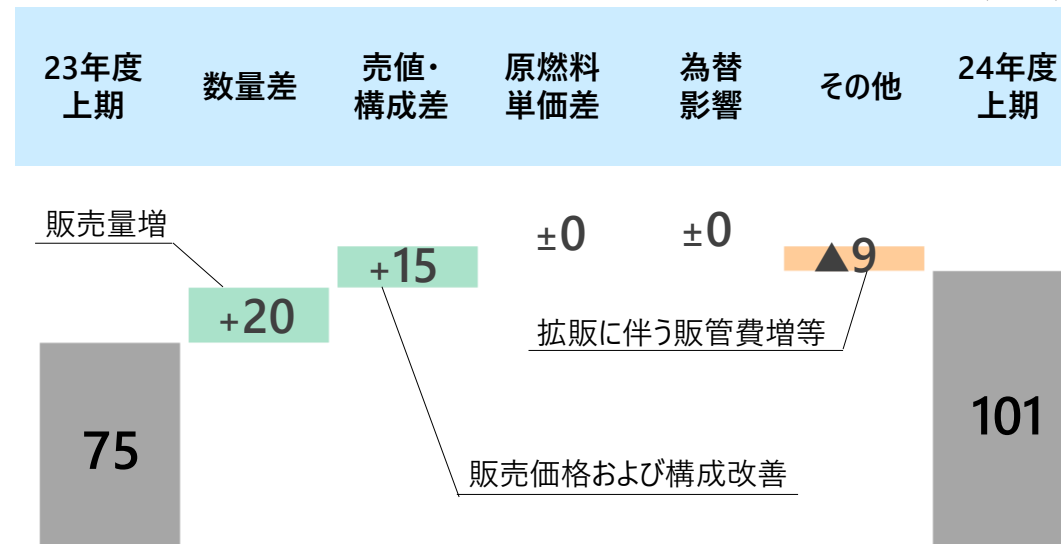 23年度
上期
数量差
売値・
構成差
原燃料
単価差
為替
影響
その他
24年度
上期
販売量増
+20
+15
±0
±0
▲9
拡販に伴う販管費増等
販売価格および構成改善
75
101